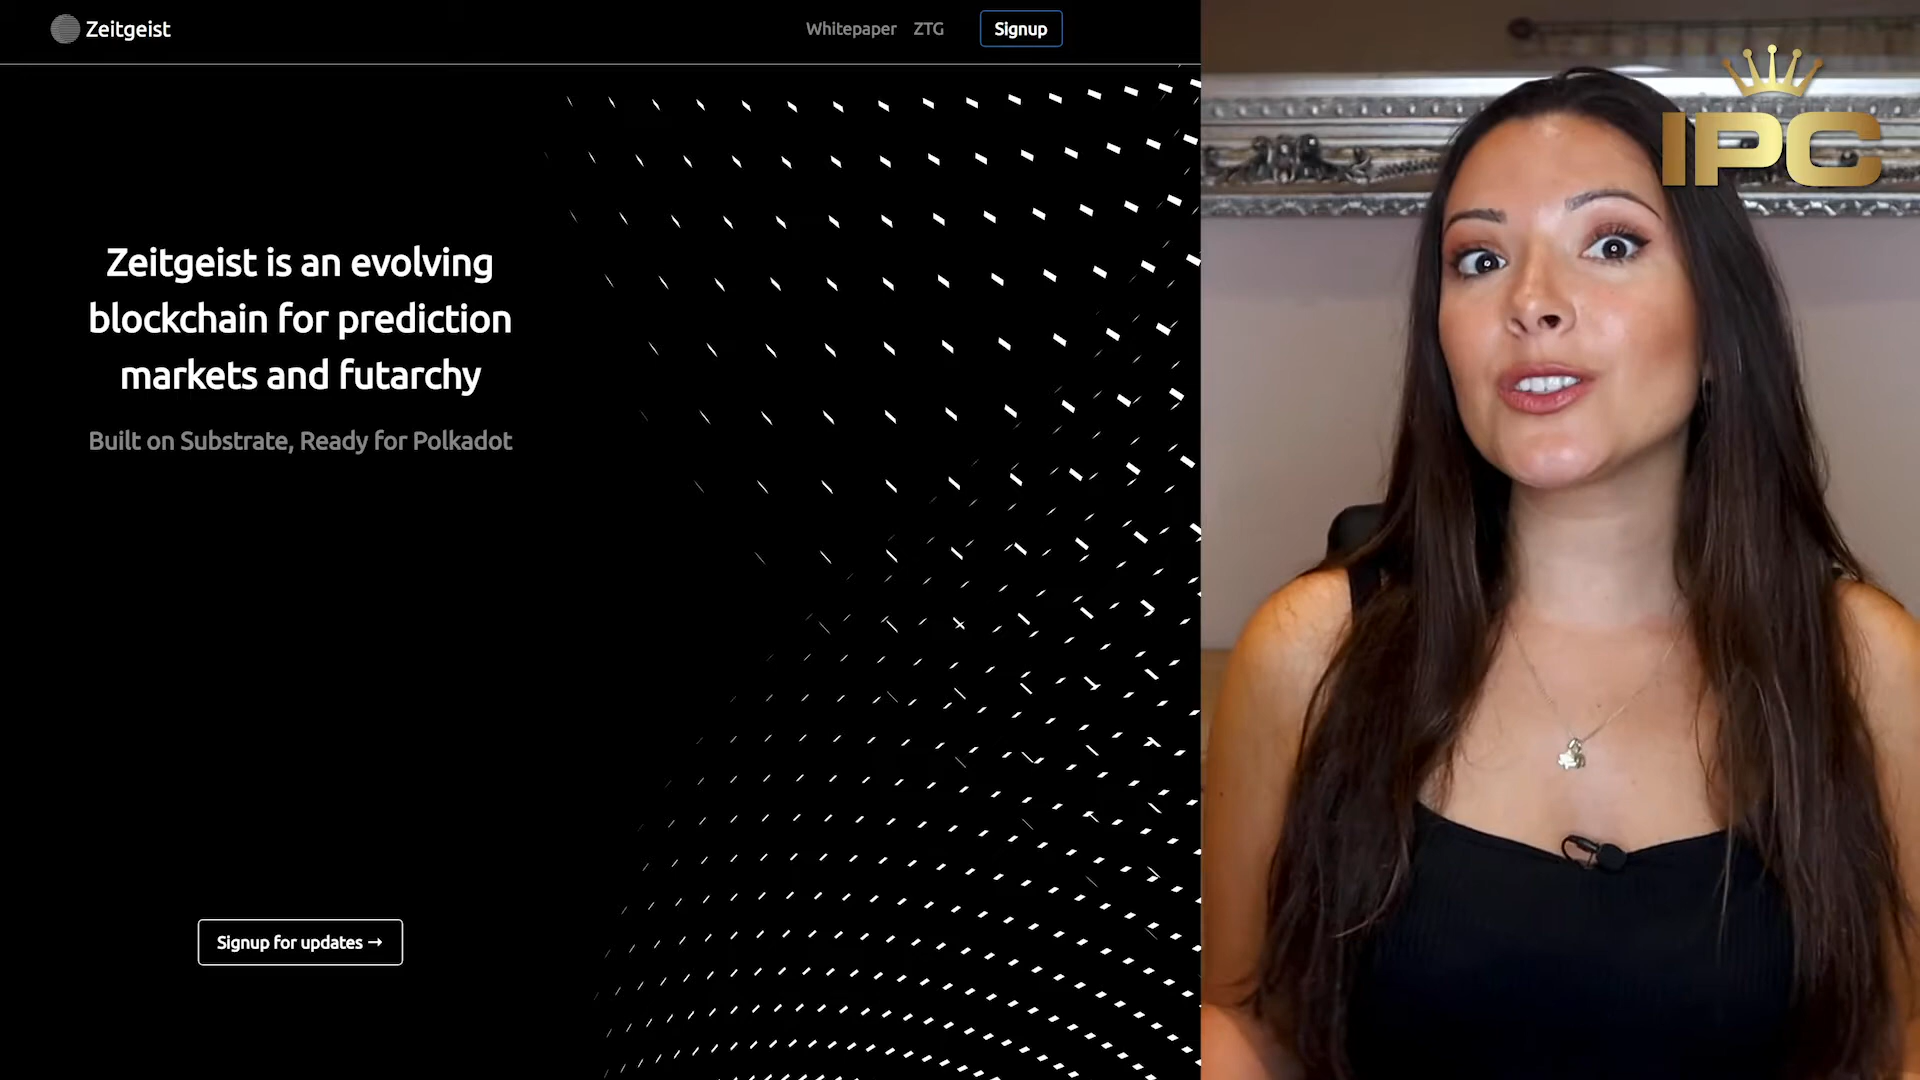 Zeitgeist
Whitepaper ZTG Signup
IPC
Zeitgeist is an evolving
blockchain for prediction
markets and futarchy
Built on Substrate, Ready for Polkadot
Signup for updates →